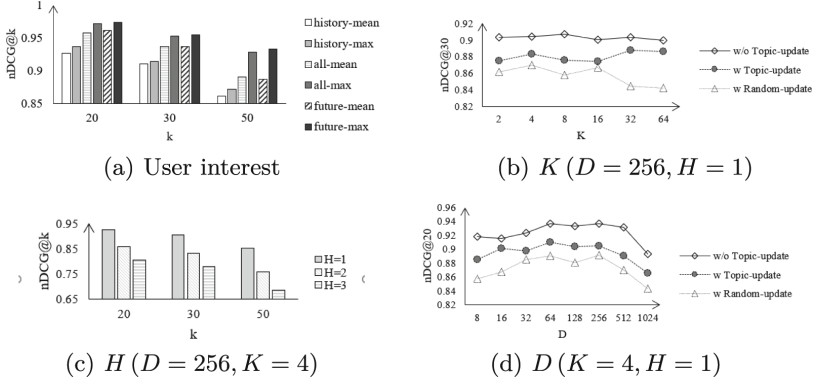 nDCG@k
1
0.95
0.9
0.85
20 30 50
k
history-mean
history-max
all-mean
all-max
future-mean
future-max
(a) User interest
nDCG@30
0.92
0.9
0.88
0.86
0.84
0.82
2 4 8 16 32 64
K
w/o Topic-update
w Topic-update
w Random-update
(b) K (D = 256, H = 1)
nDCG@k
0.95
0.85
0.75
0.65
20 30 50
k
H=1
H=2
H=3
(c) H (D = 256, K = 4)
nDCG@20
0.96
0.94
0.92
0.9
0.88
0.86
0.84
0.82
8 16 32 64 128 256 512 1024
D
w/o Topic-update
w Topic-update
w Random-update
(d) D (K = 4, H = 1)